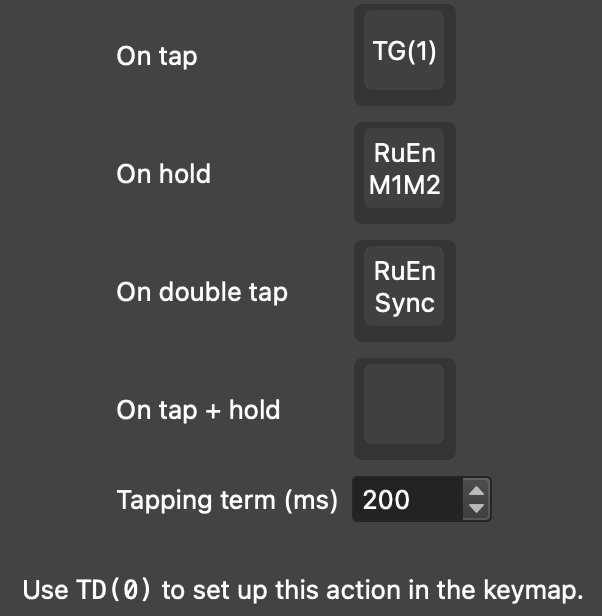 On tap
TG(1)
On hold
RuEn
M1M2
On double tap
RuEn
Sync
On tap + hold
Tapping term (ms) 200
Use TD(0) to set up this action in the keymap.